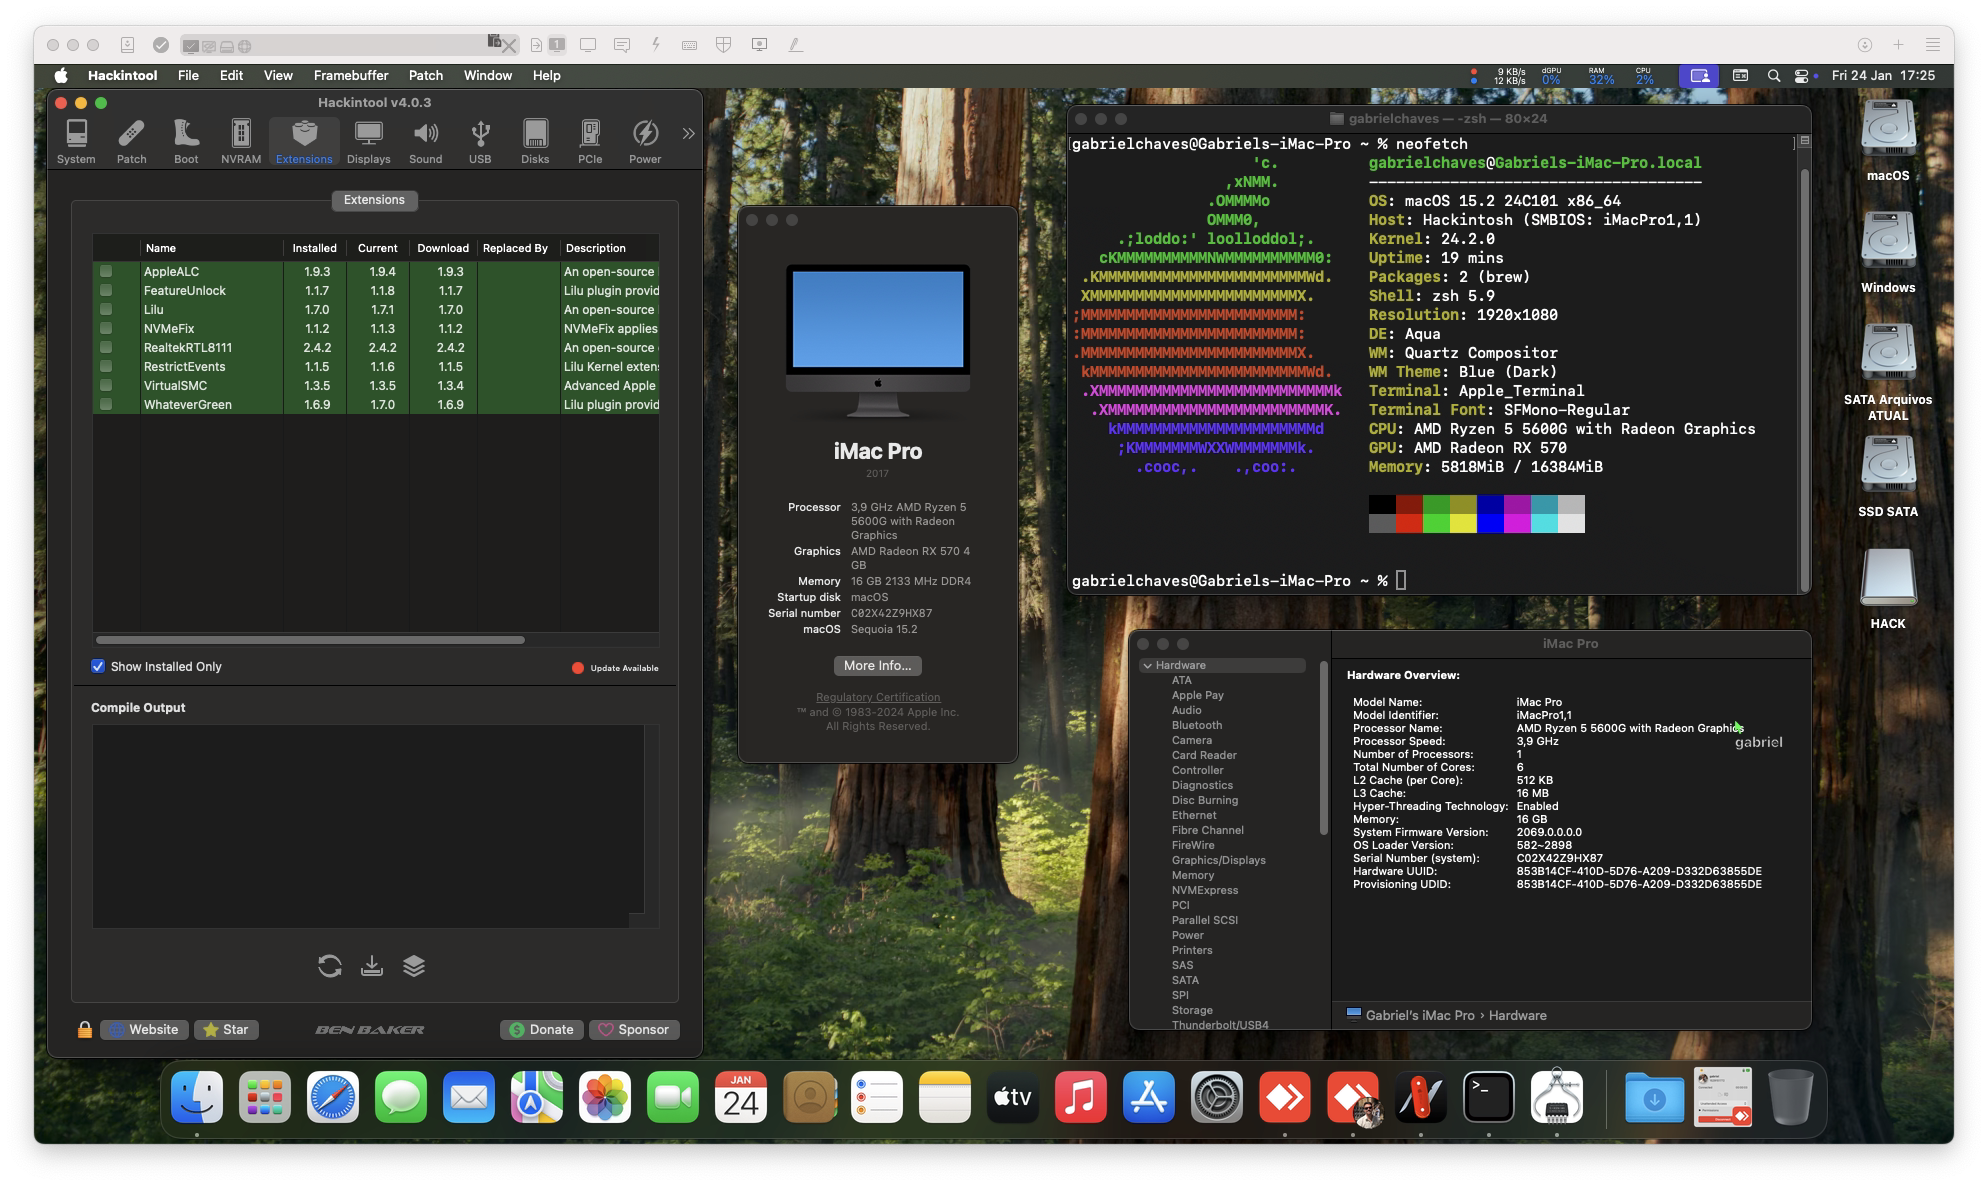 1
Hackintool File Edit View Framebuffer Patch Window Help
9 KB/s
12 KB/s
dGPU
0%
RAM
32%
CPU
2%
Fri 24 Jan 17:25
Hackintool v4.0.3
System Patch Boot NVRAM Extensions Displays Sound USB Disks PCIe Power
Extensions
Name Installed Current Download Replaced By Description
AppleALC 1.9.3 1.9.4 1.9.3 An open-source
FeatureUnlock 1.1.7 1.1.8 1.1.7 Lilu plugin provid
Lilu 1.7.0 1.7.1 1.7.0 An open-source
NVMeFix 1.1.2 1.1.3 1.1.2 NVMeFix applies
RealtekRTL8111 2.4.2 2.4.2 2.4.2 An open-source
RestrictEvents 1.1.5 1.1.6 1.1.5 Lilu Kernel exten
VirtualSMC 1.3.5 1.3.5 1.3.4 Advanced Apple
WhateverGreen 1.6.9 1.7.0 1.6.9 Lilu plugin provid
Show Installed Only
Update Available
Compile Output
Website Star BEN BAKER Donate Sponsor
iMac Pro
2017
Processor 3,9 GHz AMD Ryzen 5
5600G with Radeon
Graphics
Graphics AMD Radeon RX 570 4
GB
Memory 16 GB 2133 MHz DDR4
Startup disk macOS
Serial number C02X42Z9HX87
macOS Sequoia 15.2
More Info...
Regulatory Certification
™ and © 1983-2024 Apple Inc.
All Rights Reserved.
gabrielchaves — -zsh — 80×24
[gabrielchaves@Gabriels-iMac-Pro ~ % neofetch ]
'c. gabrielchaves@Gabriels-iMac-Pro.local
,xNMM. -------------------------------------
.OMMMMo OS: macOS 15.2 24C101 x86_64
OMMM0, Host: Hackintosh (SMBIOS: iMacPro1,1)
.;loddo:' loolloddol;. Kernel: 24.2.0
cKMMMMMMMMMMNWMMMMMMMMMM0: Uptime: 19 mins
.KMMMMMMMMMMMMMMMMMMMMMMMWd. Packages: 2 (brew)
XMMMMMMMMMMMMMMMMMMMMMMMX. Shell: zsh 5.9
;MMMMMMMMMMMMMMMMMMMMMMMM: Resolution: 1920x1080
:MMMMMMMMMMMMMMMMMMMMMMMM: DE: Aqua
.MMMMMMMMMMMMMMMMMMMMMMMMX. WM: Quartz Compositor
kMMMMMMMMMMMMMMMMMMMMMMMMWd. WM Theme: Blue (Dark)
.XMMMMMMMMMMMMMMMMMMMMMMMMMMk Terminal: Apple_Terminal
.XMMMMMMMMMMMMMMMMMMMMMMMMK. Terminal Font: SFMono-Regular
kMMMMMMMMMMMMMMMMMMMMMMd CPU: AMD Ryzen 5 5600G with Radeon Graphics
;KMMMMMMMWXXWMMMMMMMk. GPU: AMD Radeon RX 570
.cooc,. .,coo:. Memory: 5818MiB / 16384MiB
gabrielchaves@Gabriels-iMac-Pro ~ %
iMac Pro
Hardware
ATA
Apple Pay
Audio
Bluetooth
Camera
Card Reader
Controller
Diagnostics
Disc Burning
Ethernet
Fibre Channel
FireWire
Graphics/Displays
Memory
NVMExpress
PCI
Parallel SCSI
Power
Printers
SAS
SATA
SPI
Storage
Thunderbolt/USB4
Hardware Overview:
Model Name: iMac Pro
Model Identifier: iMacPro1,1
Processor Name: AMD Ryzen 5 5600G with Radeon Graphics
Processor Speed: 3,9 GHz
Number of Processors: 1
Total Number of Cores: 6
L2 Cache (per Core): 512 KB
L3 Cache: 16 MB
Hyper-Threading Technology: Enabled
Memory: 16 GB
System Firmware Version: 2069.0.0.0.0
OS Loader Version: 582~2898
Serial Number (system): C02X42Z9HX87
Hardware UUID: 853B14CF-410D-5D76-A209-D332D63855DE
Provisioning UDID: 853B14CF-410D-5D76-A209-D332D63855DE
gabriel
Gabriel's iMac Pro › Hardware
macOS
Windows
SATA Arquivos
ATUAL
SSD SATA
HACK
JAN
24
tv
>_